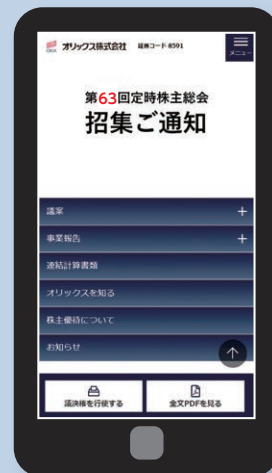 オリックス株式会社 証券コード 8591
メニュー
第63回定時株主総会
招集ご通知
議案
事業報告
連結計算書類
オリックスを知る
株主優待について
お知らせ
議決権を行使する
全文PDFを見る